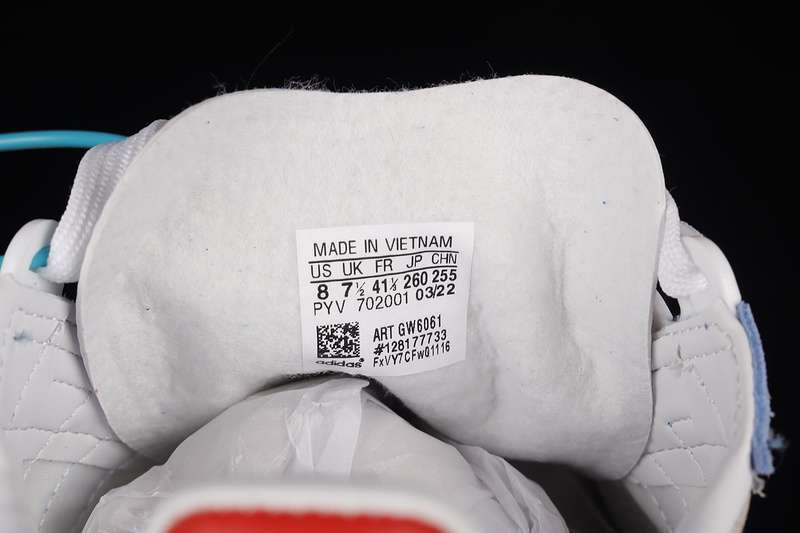 MADE IN VIETNAM
US UK FR JP CHN
8 7½ 41⅓ 260 255
PYV 702001 03/22
ART GW6061
#128177733
FxVY7CFwQ1116
adidas